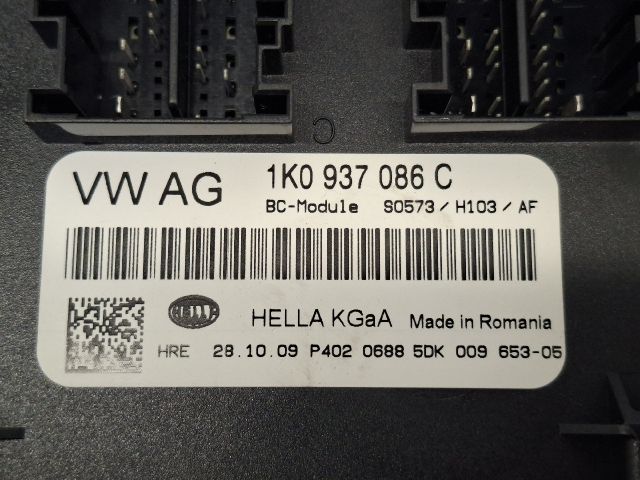 C
VW AG 1K0 937 086 C
BC-Module S0573 / H103 / AF
HELLA
HELLA KGaA Made in Romania
HRE 28.10.09 P402 0688 5DK 009 653-05